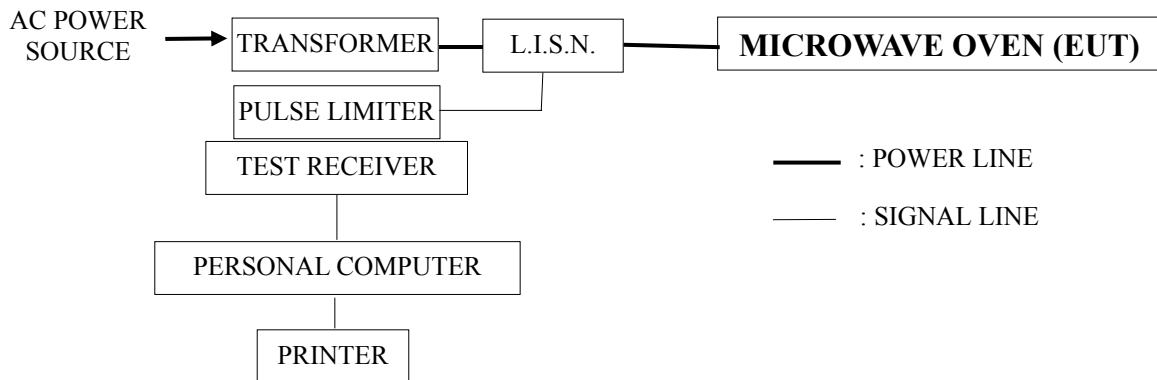 AC POWER
SOURCE
TRANSFORMER
L.I.S.N.
MICROWAVE OVEN (EUT)
PULSE LIMITER
TEST RECEIVER
: POWER LINE
: SIGNAL LINE
PERSONAL COMPUTER
PRINTER